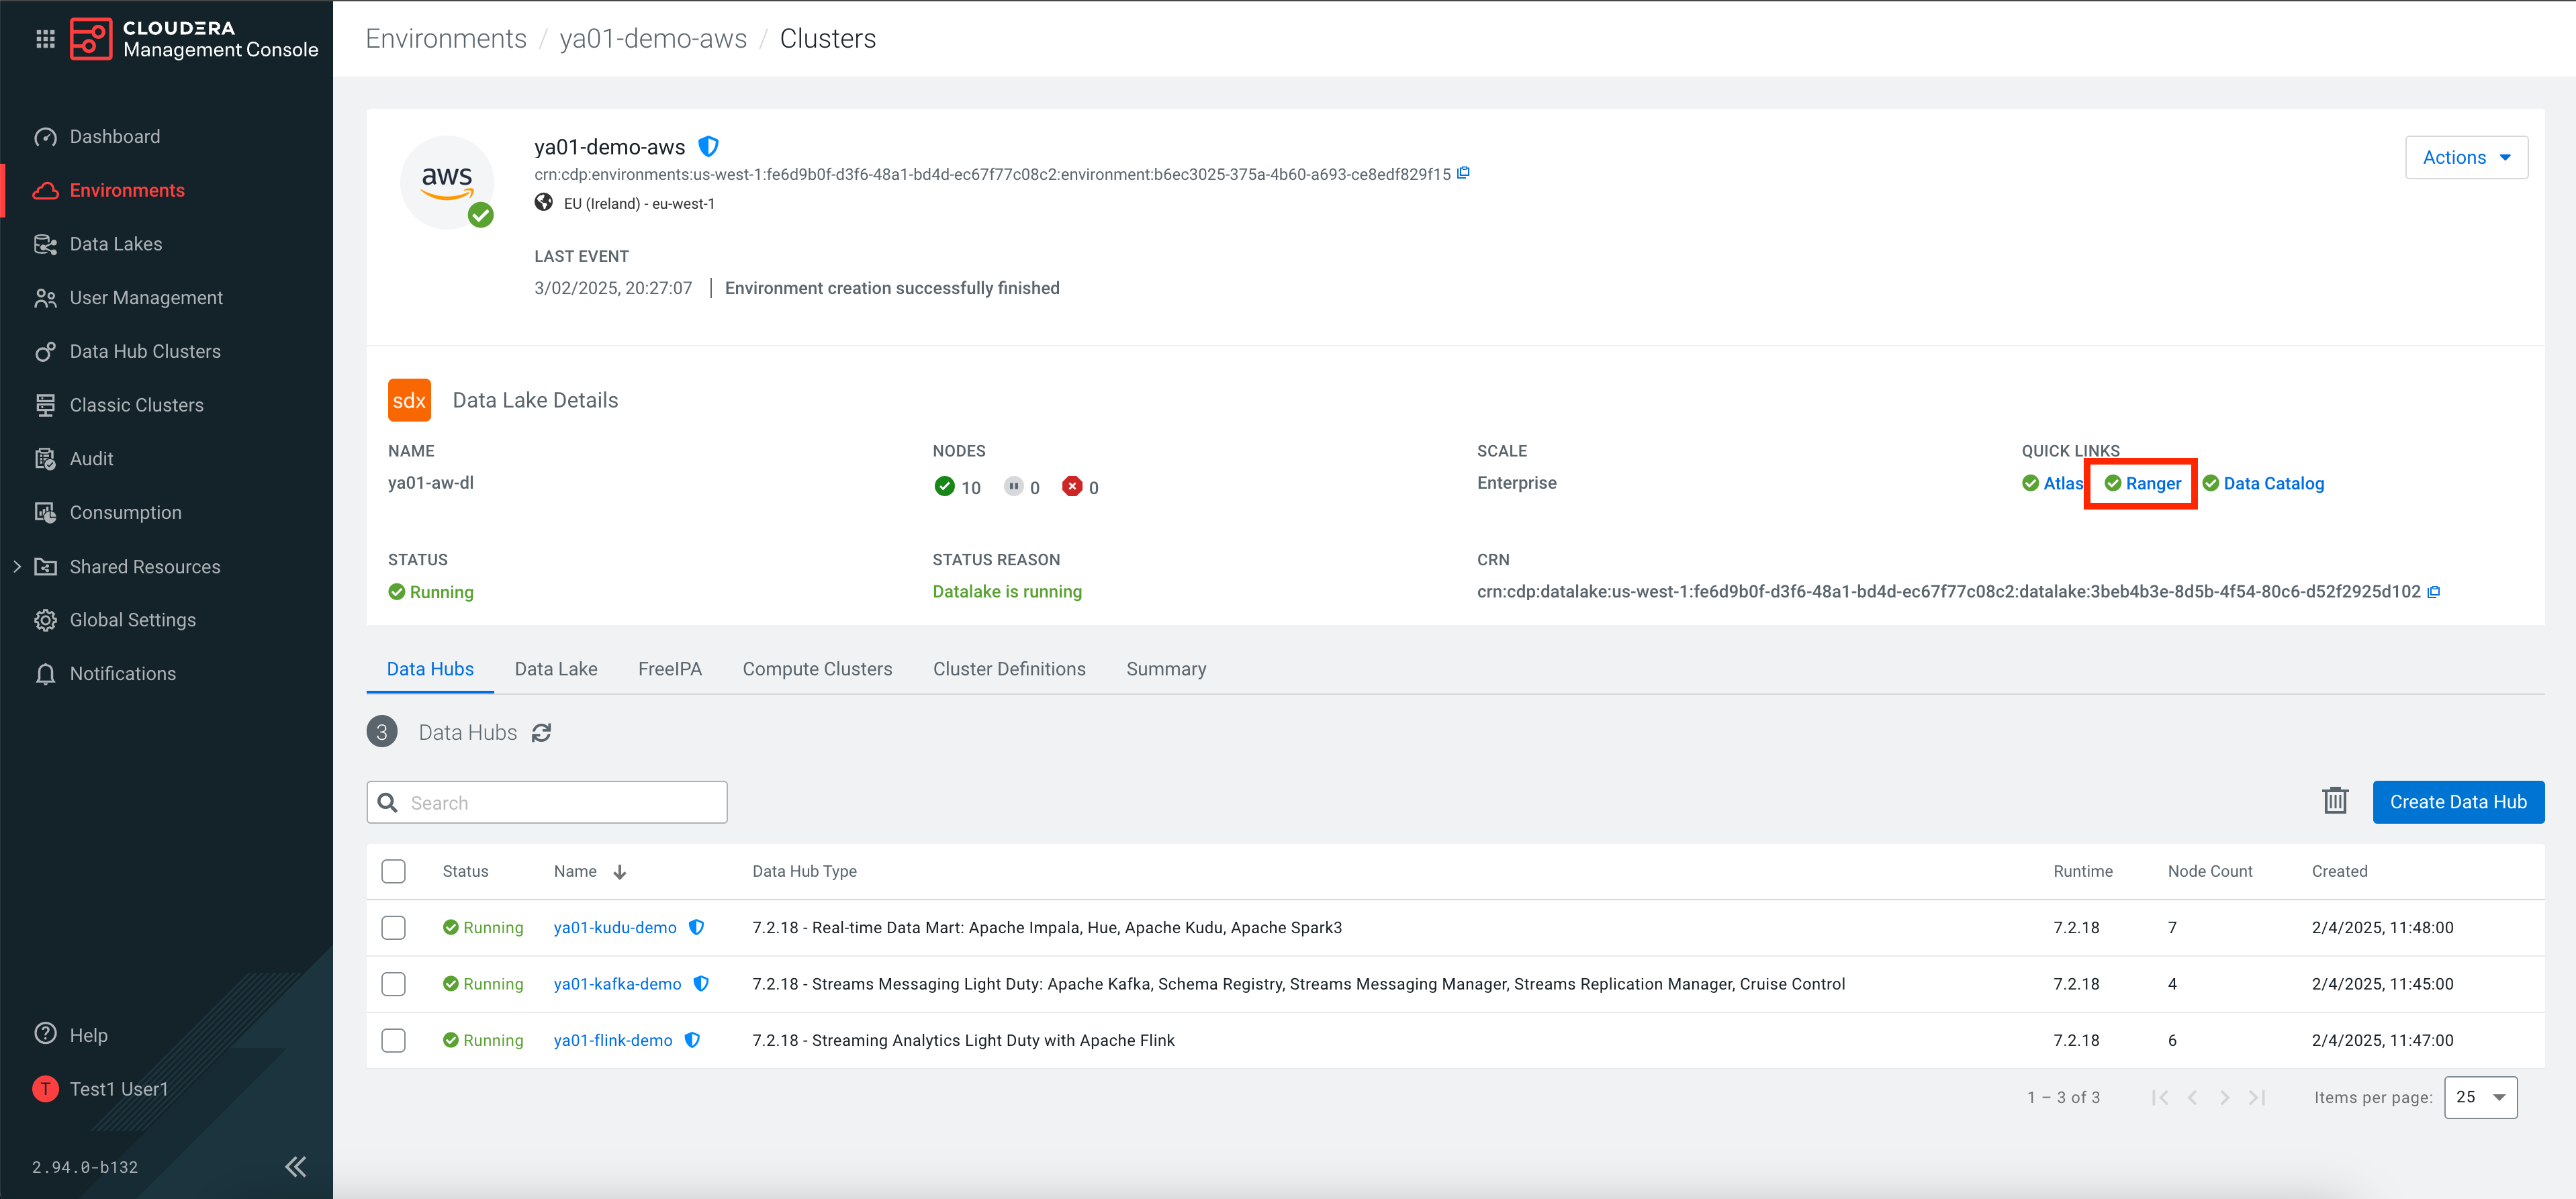 CLOUDERA
Management Console
Environments / ya01-demo-aws / Clusters
Dashboard
Environments
Data Lakes
User Management
Data Hub Clusters
Classic Clusters
Audit
Consumption
Shared Resources
Global Settings
Notifications
Help
T Test1 User1
2.94.0-b132
aws
ya01-demo-aws
crn:cdp:environments:us-west-1:fe6d9b0f-d3f6-48a1-bd4d-ec67f77c08c2:environment:b6ec3025-375a-4b60-a693-ce8edf829f15
EU (Ireland) - eu-west-1
Actions
LAST EVENT
3/02/2025, 20:27:07 | Environment creation successfully finished
sdx Data Lake Details
NAME NODES SCALE QUICK LINKS
ya01-aw-dl 10 0 0 Enterprise Atlas Ranger Data Catalog
STATUS STATUS REASON CRN
Running Datalake is running crn:cdp:datalake:us-west-1:fe6d9b0f-d3f6-48a1-bd4d-ec67f77c08c2:datalake:3beb4b3e-8d5b-4f54-80c6-d52f2925d102
Data Hubs Data Lake FreeIPA Compute Clusters Cluster Definitions Summary
3 Data Hubs
Search
Create Data Hub
Status Name Data Hub Type Runtime Node Count Created
Running ya01-kudu-demo 7.2.18 - Real-time Data Mart: Apache Impala, Hue, Apache Kudu, Apache Spark3 7.2.18 7 2/4/2025, 11:48:00
Running ya01-kafka-demo 7.2.18 - Streams Messaging Light Duty: Apache Kafka, Schema Registry, Streams Messaging Manager, Streams Replication Manager, Cruise Control 7.2.18 4 2/4/2025, 11:45:00
Running ya01-flink-demo 7.2.18 - Streaming Analytics Light Duty with Apache Flink 7.2.18 6 2/4/2025, 11:47:00
1 – 3 of 3 Items per page: 25